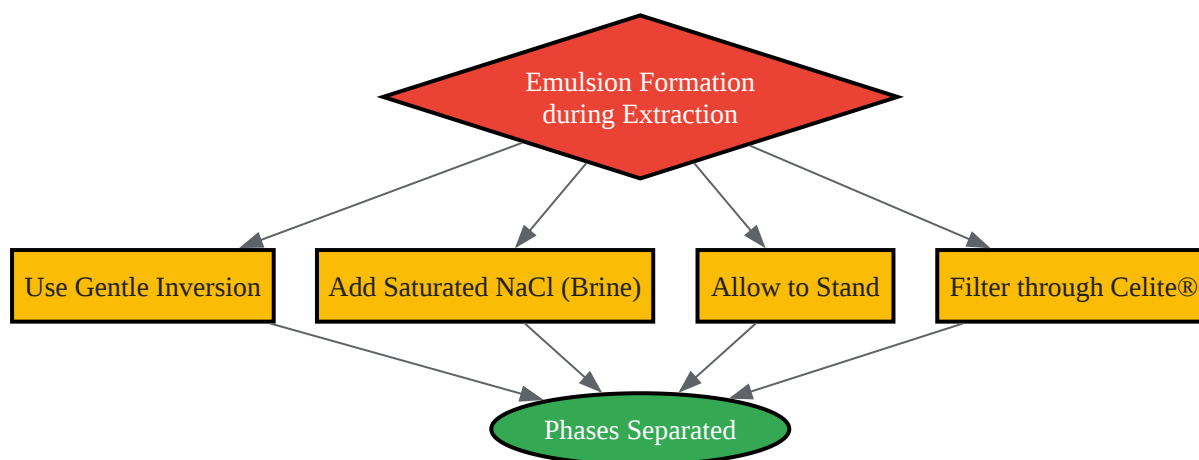 Emulsion Formation
during Extraction
Use Gentle Inversion
Add Saturated NaCl (Brine)
Allow to Stand
Filter through Celite®
Phases Separated